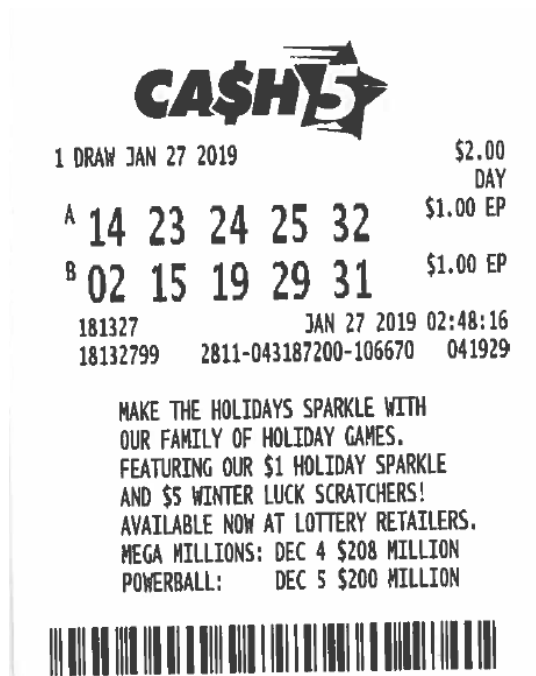 CA$H 5
1 DRAW JAN 27 2019 $2.00
DAY
A 14 23 24 25 32 $1.00 EP
B 02 15 19 29 31 $1.00 EP
181327 JAN 27 2019 02:48:16
18132799 2811-043187200-106670 041929
MAKE THE HOLIDAYS SPARKLE WITH
OUR FAMILY OF HOLIDAY GAMES.
FEATURING OUR $1 HOLIDAY SPARKLE
AND $5 WINTER LUCK SCRATCHERS!
AVAILABLE NOW AT LOTTERY RETAILERS.
MEGA MILLIONS: DEC 4 $208 MILLION
POWERBALL: DEC 5 $200 MILLION